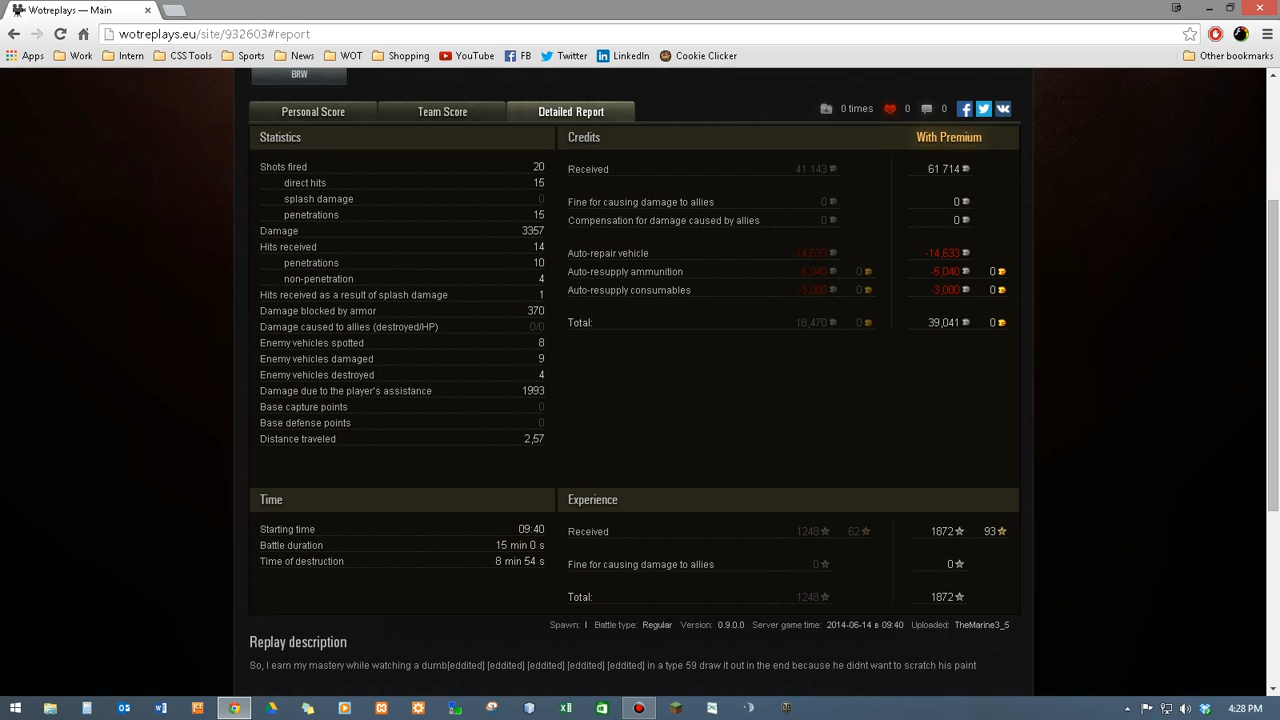 Wotreplays — Main
wotreplays.eu/site/932603#report
Apps Work Intern CSS Tools Sports News WOT Shopping YouTube FB Twitter LinkedIn Cookie Clicker Other bookmarks
BRW
Personal Score Team Score Detailed Report 0 times 0 0
Statistics Credits With Premium
Shots fired 20 Received 41 143 61 714
direct hits 15
splash damage 0 Fine for causing damage to allies 0 0
penetrations 15 Compensation for damage caused by allies 0 0
Damage 3357
Hits received 14 Auto-repair vehicle -14,633 -14,633
penetrations 10 Auto-resupply ammunition -5,040 0 -5,040 0
non-penetration 4 Auto-resupply consumables -3,000 0 -3,000 0
Hits received as a result of splash damage 1
Damage blocked by armor 370
Damage caused to allies (destroyed/HP) 0/0 Total: 18,470 0 39,041 0
Enemy vehicles spotted 8
Enemy vehicles damaged 9
Enemy vehicles destroyed 4
Damage due to the player's assistance 1993
Base capture points 0
Base defense points 0
Distance traveled 2,57
Time Experience
Starting time 09:40 Received 1248 62 1872 93
Battle duration 15 min 0 s
Time of destruction 8 min 54 s Fine for causing damage to allies 0 0
Total: 1248 1872
Spawn: I Battle type: Regular Version: 0.9.0.0 Server game time: 2014-06-14 в 09:40 Uploaded: TheMarine3_5
Replay description
So, I earn my mastery while watching a dumb[eddited] [eddited] [eddited] [eddited] [eddited] in a type 59 draw it out in the end because he didnt want to scratch his paint
4:28 PM